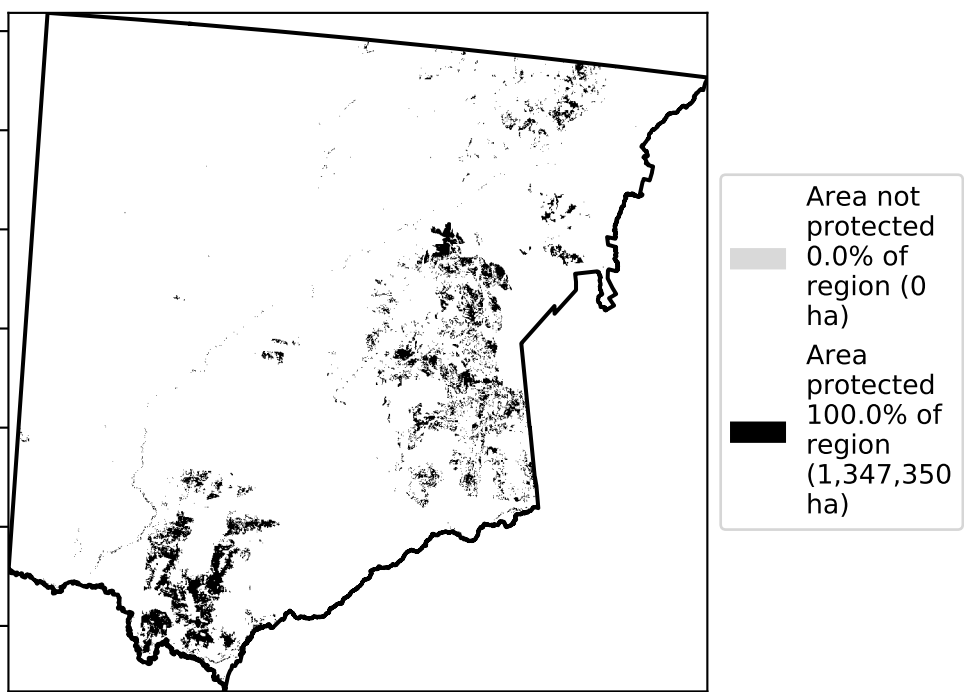 Area not
protected
0.0% of
region (0
ha)
Area
protected
100.0% of
region
(1,347,350
ha)